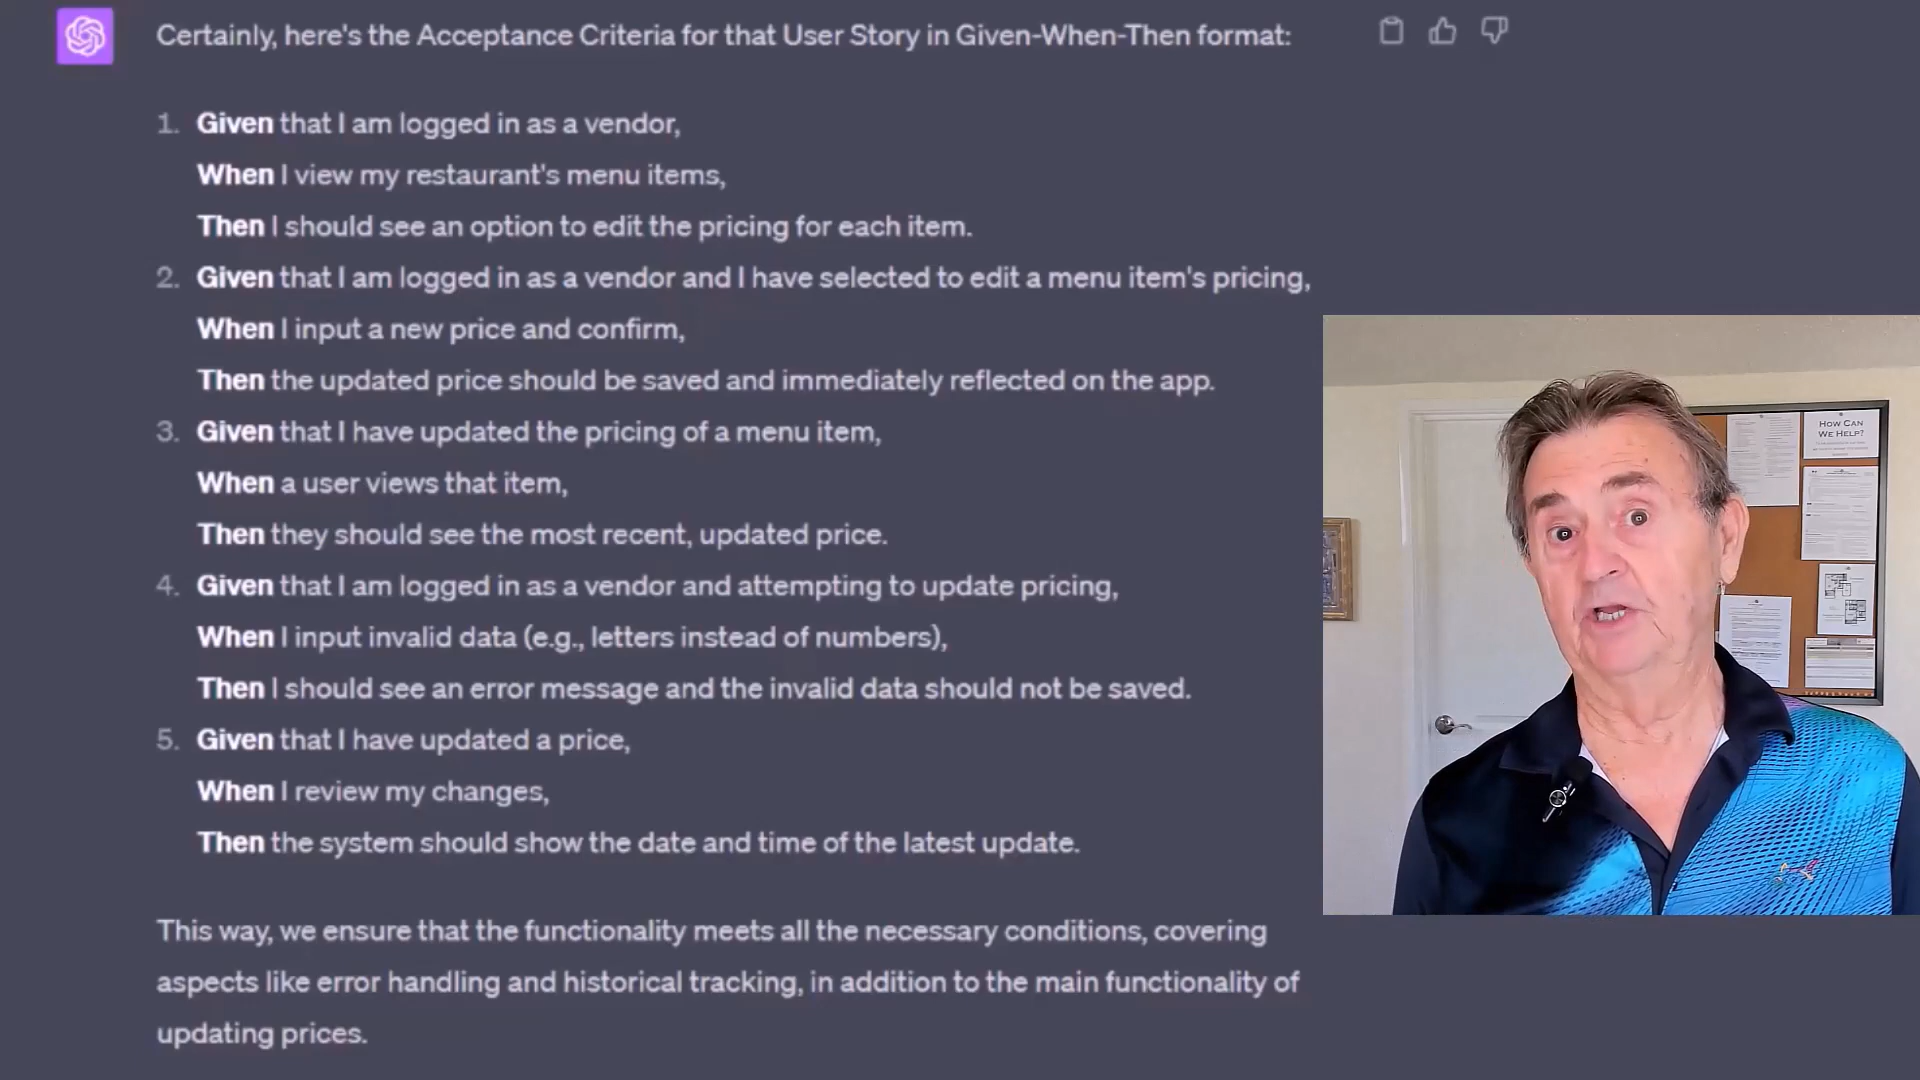 Certainly, here's the Acceptance Criteria for that User Story in Given-When-Then format:
1. Given that I am logged in as a vendor,
When I view my restaurant's menu items,
Then I should see an option to edit the pricing for each item.
2. Given that I am logged in as a vendor and I have selected to edit a menu item's pricing,
When I input a new price and confirm,
Then the updated price should be saved and immediately reflected on the app.
3. Given that I have updated the pricing of a menu item,
When a user views that item,
Then they should see the most recent, updated price.
4. Given that I am logged in as a vendor and attempting to update pricing,
When I input invalid data (e.g., letters instead of numbers),
Then I should see an error message and the invalid data should not be saved.
5. Given that I have updated a price,
When I review my changes,
Then the system should show the date and time of the latest update.
This way, we ensure that the functionality meets all the necessary conditions, covering
aspects like error handling and historical tracking, in addition to the main functionality of
updating prices.
How Can
We Help?